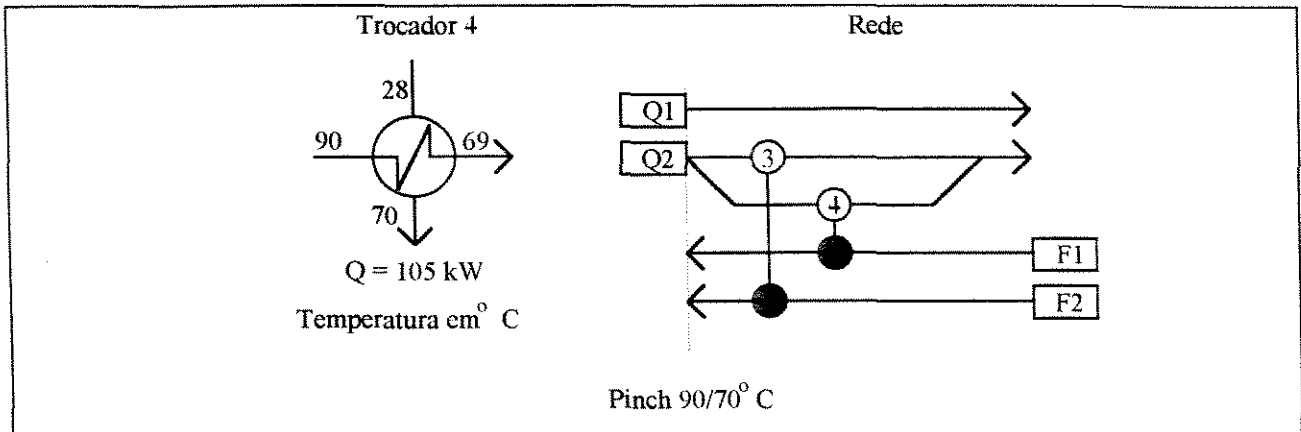 Trocador 4
28
90
69
70
Q = 105 kW
Temperatura em° C
Rede
Q1
Q2
3
4
F1
F2
Pinch 90/70° C